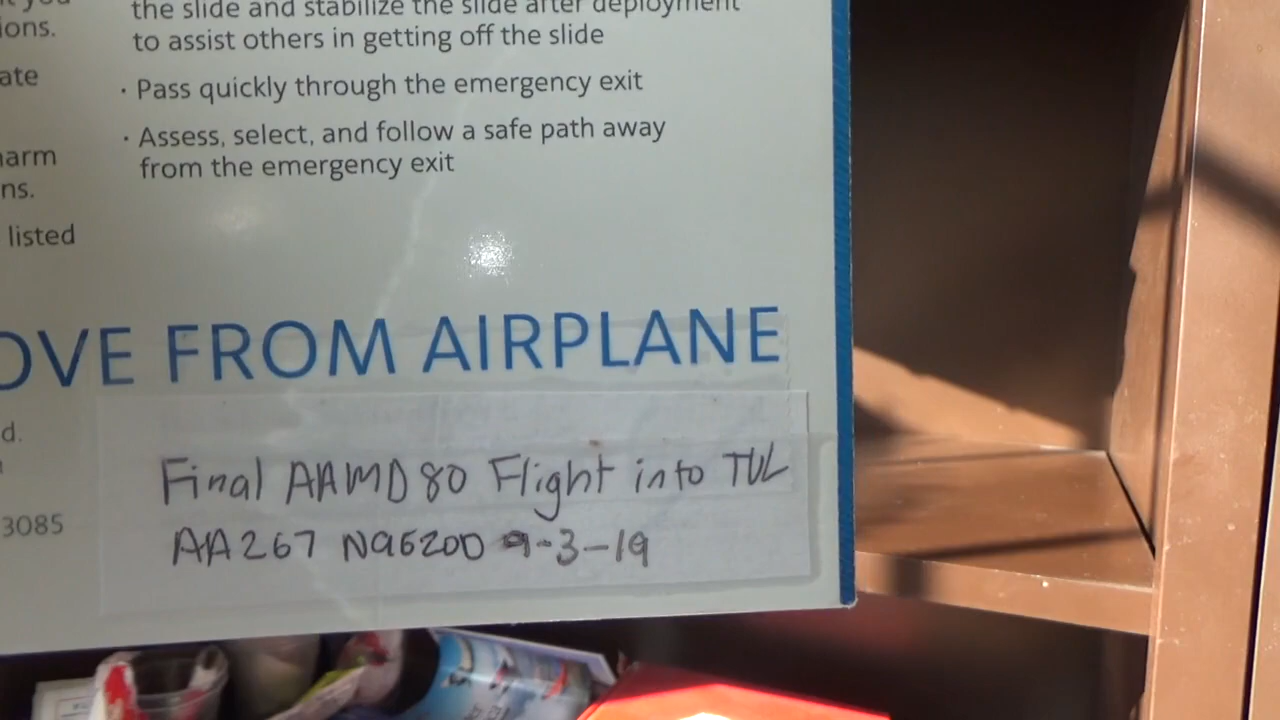 the slide and stabilize the slide after deployment
ions.
to assist others in getting off the slide
ate
· Pass quickly through the emergency exit
· Assess, select, and follow a safe path away
harm
from the emergency exit
ns.
listed
OVE FROM AIRPLANE
d.
Final AAMD80 Flight into TUL
3085
AA267 N9620D 9-3-19